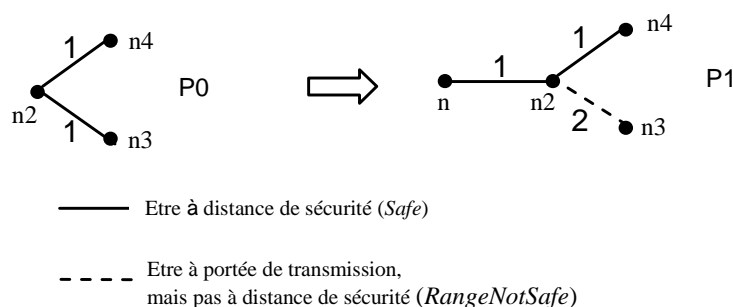 1
n4
P0
n2
1
n3
1
n4
1
P1
n
n2
2
n3
Etre à distance de sécurité (Safe)
Etre à portée de transmission,
mais pas à distance de sécurité (RangeNotSafe)